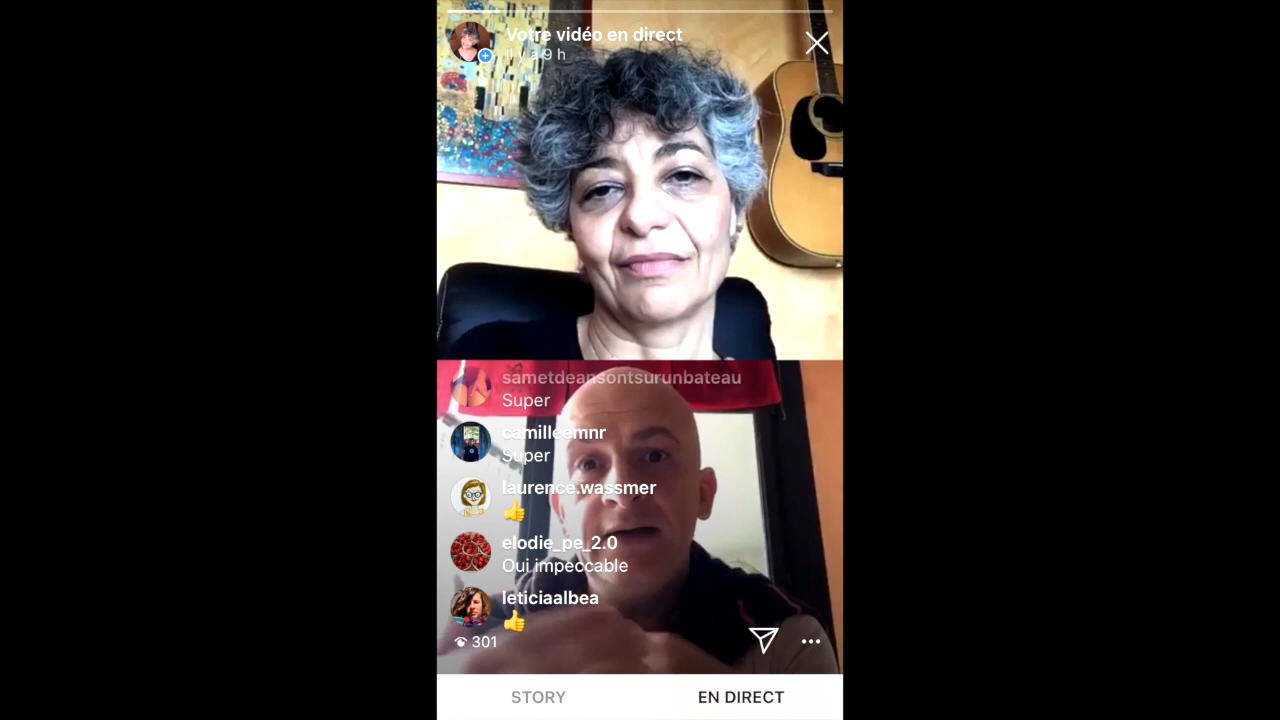 Votre vidéo en direct
Il y a 9 h
sametdeansontsurunbateau
Super
camilleemnr
Super
laurence.wassmer
👍
elodie_pe_2.0
Oui impeccable
leticiaalbea
👍
301
STORY
EN DIRECT